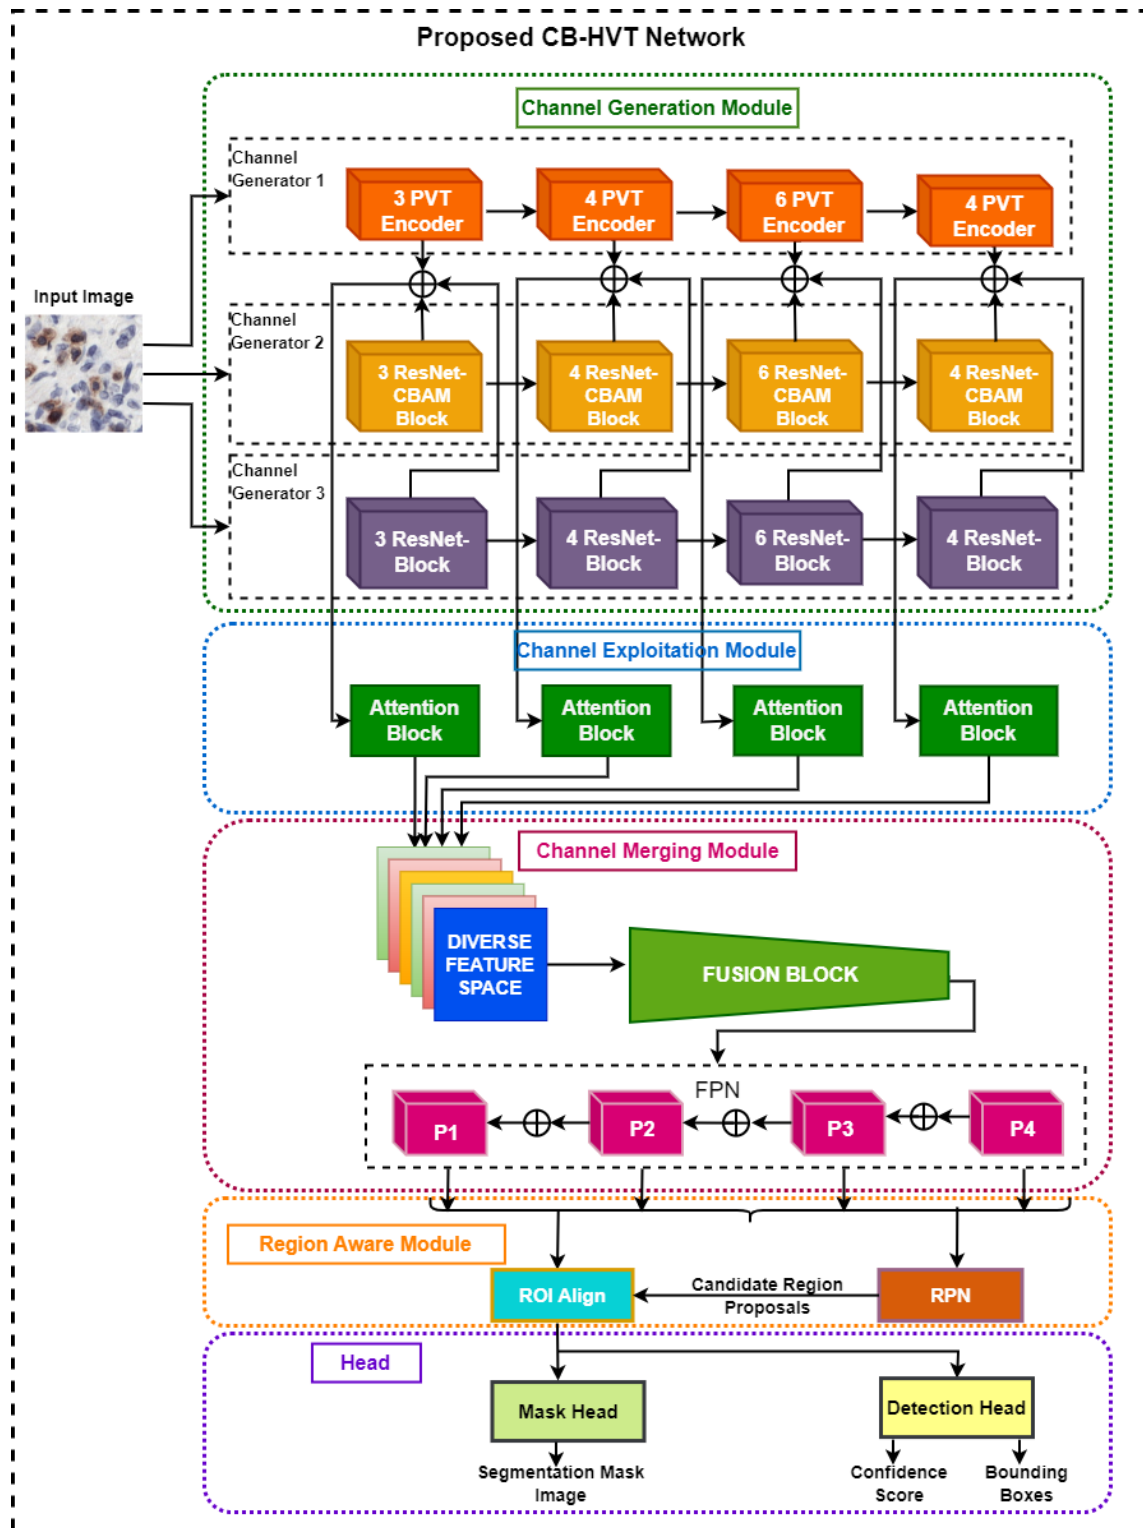 Proposed CB-HVT Network
Channel Generation Module
Channel
Generator 1
3 PVT
Encoder
4 PVT
Encoder
6 PVT
Encoder
4 PVT
Encoder
Input Image
Channel
Generator 2
3 ResNet-
CBAM
Block
4 ResNet-
CBAM
Block
6 ResNet-
CBAM
Block
4 ResNet-
CBAM
Block
Channel
Generator 3
3 ResNet-
Block
4 ResNet-
Block
6 ResNet-
Block
4 ResNet-
Block
Channel Exploitation Module
Attention
Block
Attention
Block
Attention
Block
Attention
Block
Channel Merging Module
DIVERSE
FEATURE
SPACE
FUSION BLOCK
FPN
P1
P2
P3
P4
Region Aware Module
ROI Align
Candidate Region
Proposals
RPN
Head
Mask Head
Detection Head
Segmentation Mask
Image
Confidence
Score
Bounding
Boxes